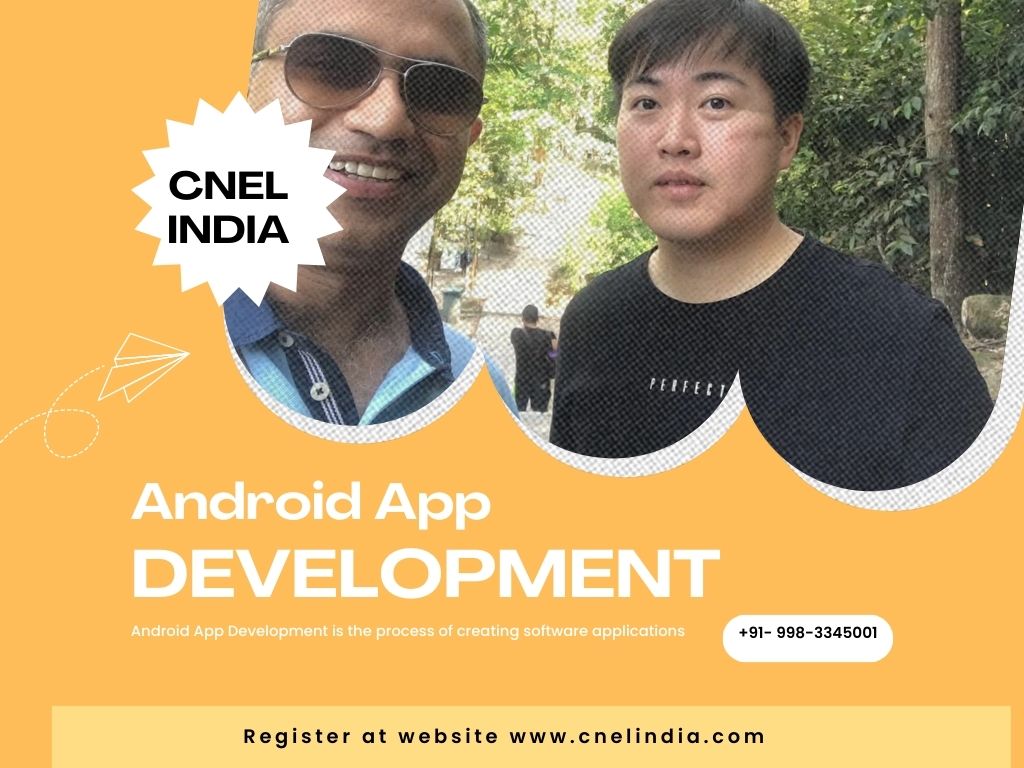 CNEL
INDIA
PERFECT
Android App
DEVELOPMENT
Android App Development is the process of creating software applications
+91- 998-3345001
Register at website www.cnelindia.com